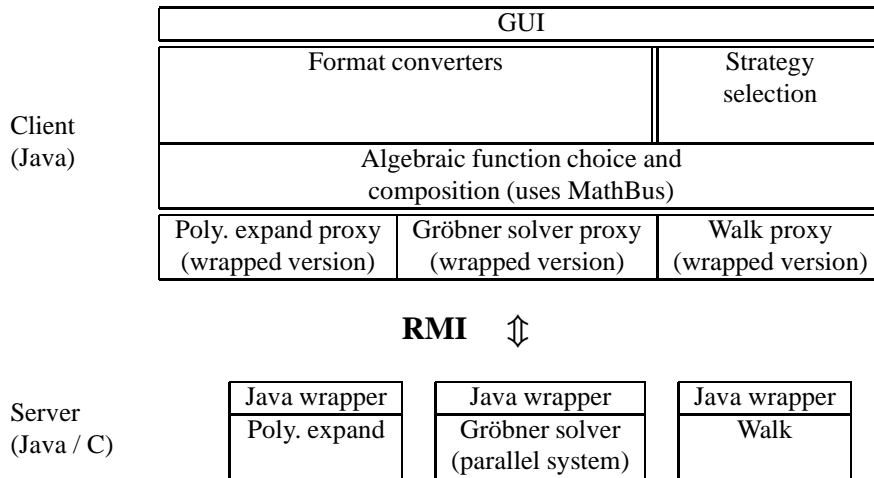 GUI
Format converters
Strategy
selection
Client
(Java)
Algebraic function choice and
composition (uses MathBus)
Poly. expand proxy
(wrapped version)
Gröbner solver proxy
(wrapped version)
Walk proxy
(wrapped version)
RMI ⇕
Server
(Java / C)
Java wrapper
Poly. expand
Java wrapper
Gröbner solver
(parallel system)
Java wrapper
Walk